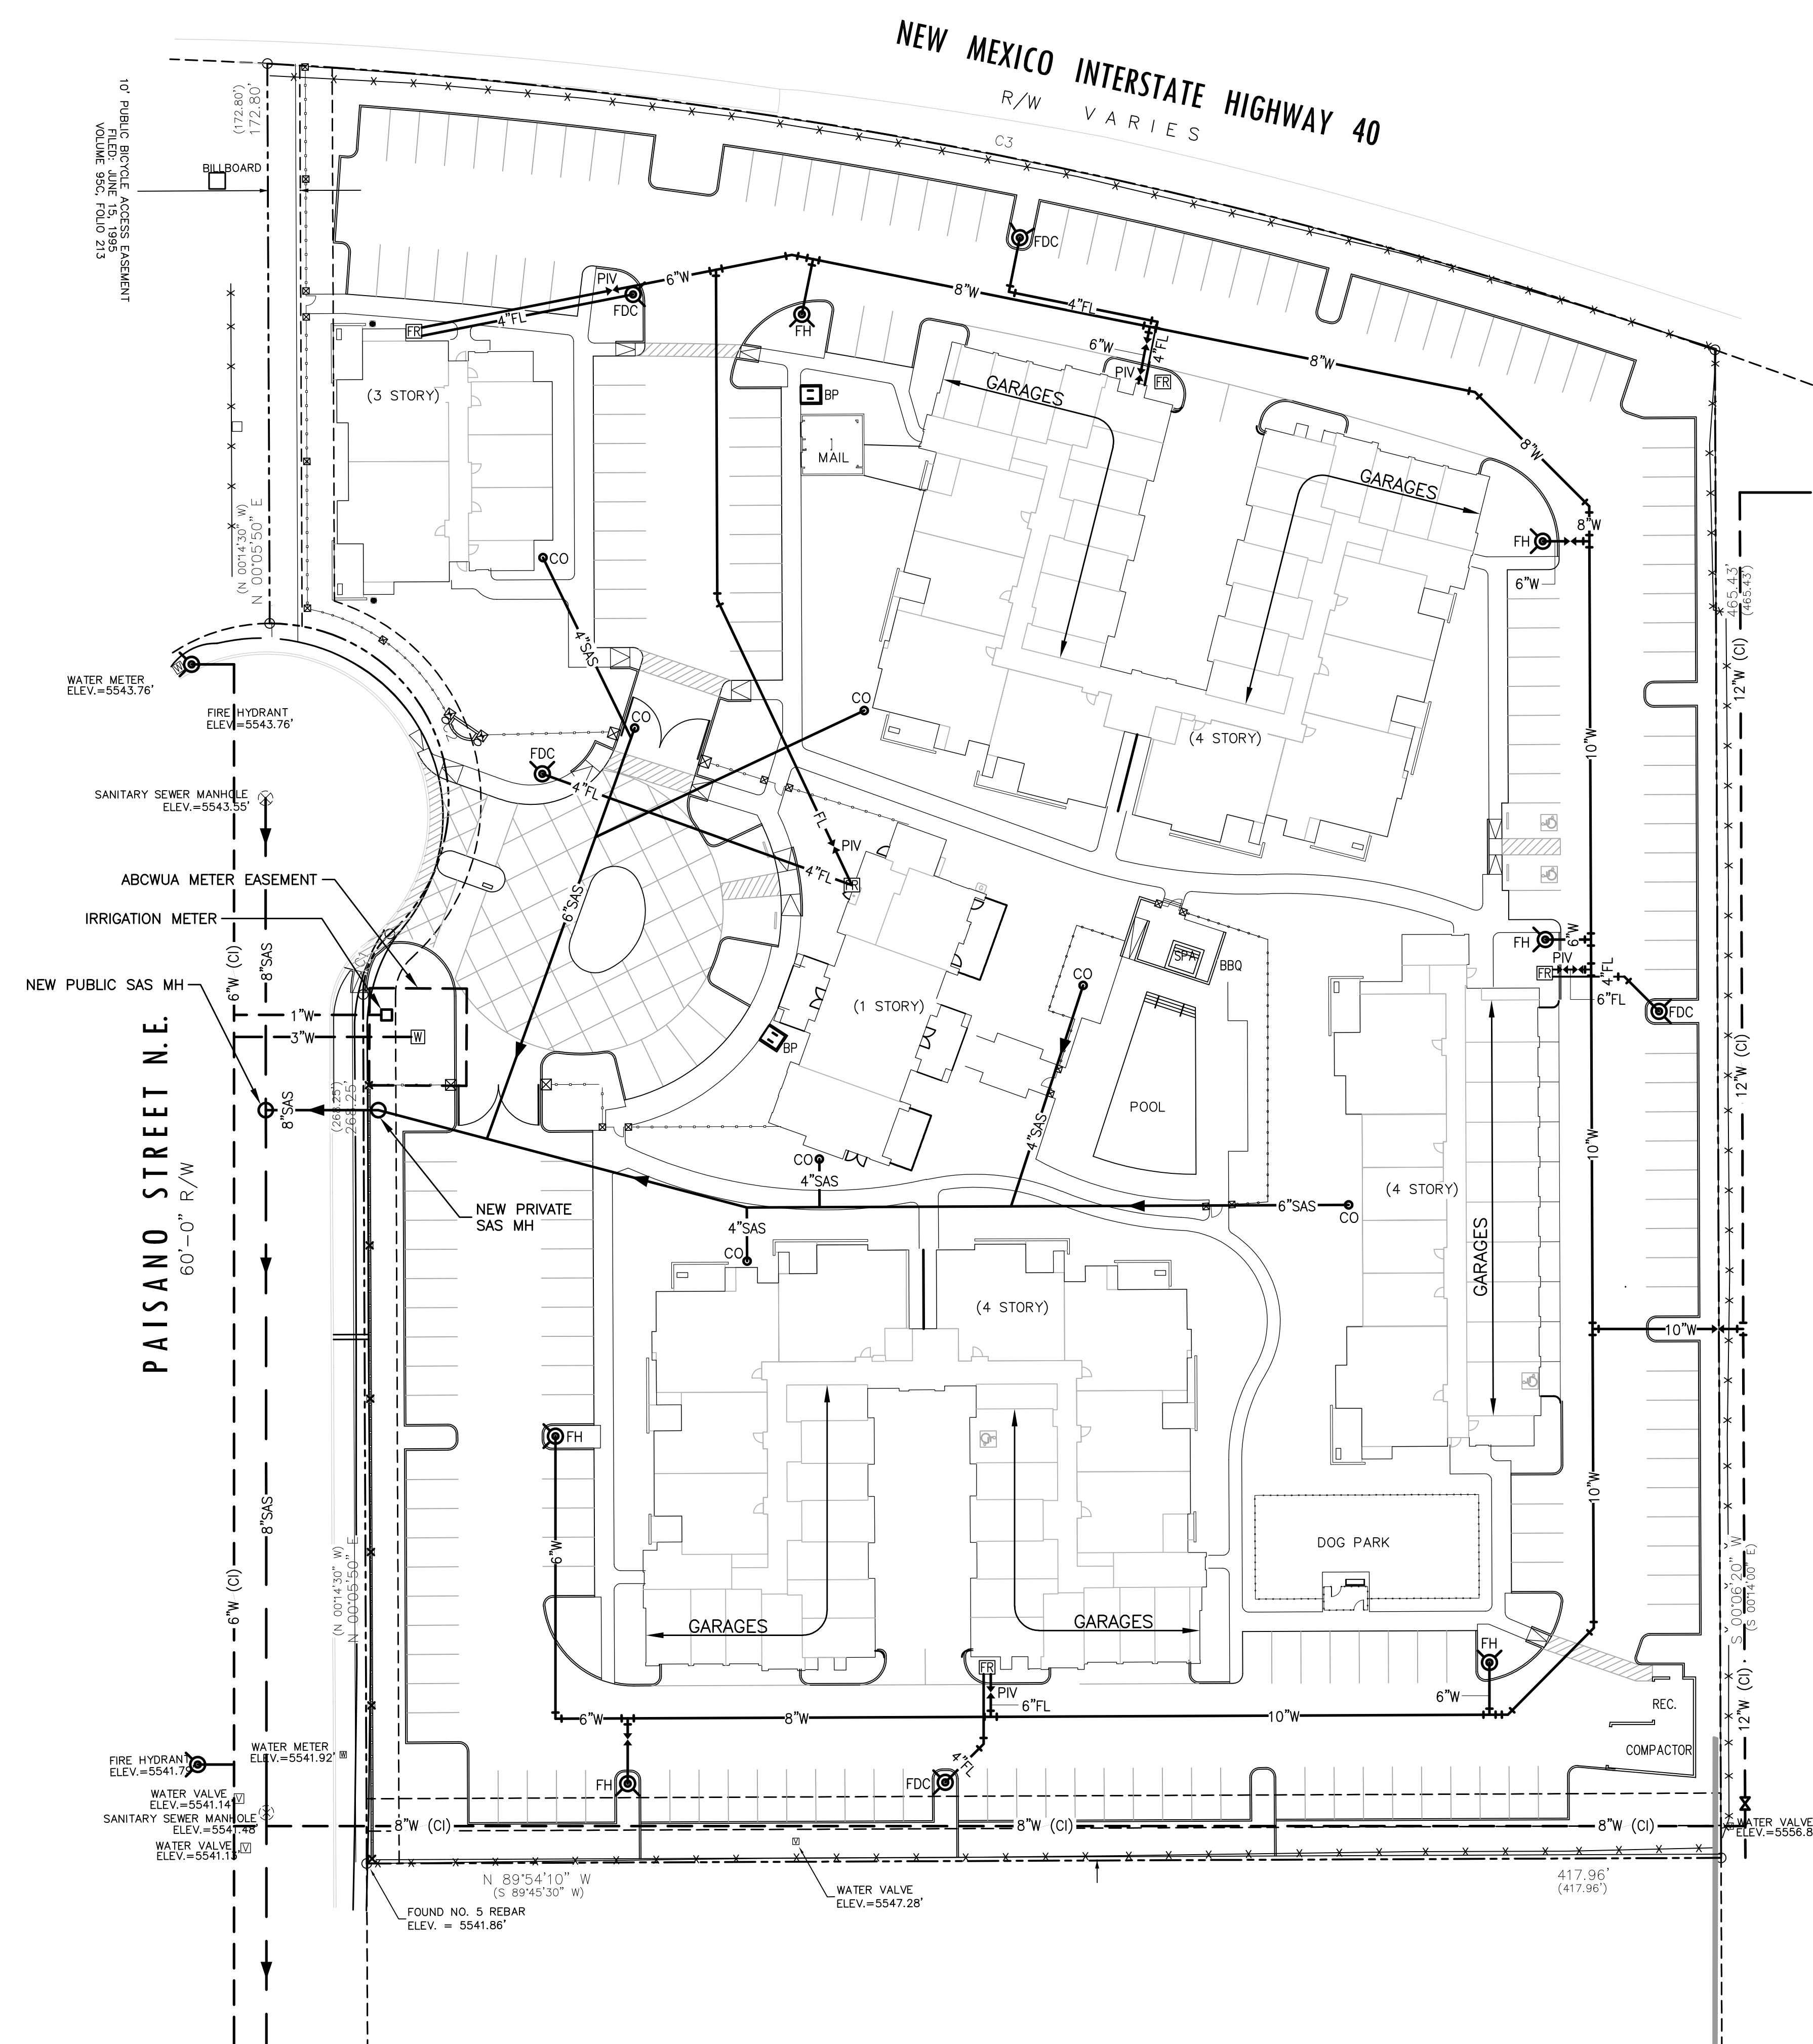 NEW MEXICO INTERSTATE HIGHWAY 40
R/W VARIES
C3
(172.80')
172.80'
10' PUBLIC BICYCLE ACCESS EASEMENT
FILED: JUNE 15, 1995
VOLUME 95C, FOLIO 213
BILLBOARD
FDC
PIV
6"W
FDC
4"FL
FR
8"W
4"FL
FH
6"W
4"FL
8"W
PIV
FR
(3 STORY)
GARAGES
BP
MAIL
8"W
GARAGES
8"W
FH
6"W
(N 00°14'30" W)
N 00°05'50" E
CO
465.43'
(465.43')
4"SAS
12"W (CI)
WATER METER
ELEV.=5543.76'
FIRE HYDRANT
ELEV.=5543.76'
W
CO
CO
(4 STORY)
10"W
FDC
4"FL
SANITARY SEWER MANHOLE
ELEV.=5543.55'
FL
PIV
4"FL
FR
ABCWUA METER EASEMENT
IRRIGATION METER
6"SAS
NEW PUBLIC SAS MH
6"W (CI)
8"SAS
C1
SPA
BBQ
CO
FH
6"W
PIV
FR
4"FL
6"FL
FDC
(1 STORY)
1"W
3"W
W
BP
12"W (CI)
PAISANO STREET N.E.
60'-0" R/W
8"SAS
(268.25')
268.25'
POOL
4"SAS
10"W
CO
4"SAS
(4 STORY)
NEW PRIVATE
SAS MH
4"SAS
6"SAS
CO
CO
GARAGES
(4 STORY)
10"W
FH
8"SAS
6"W
10"W
DOG PARK
(N 00°14'30" W)
N 00°05'50" E
S 00°06'20" W
(S 00°14'00" E)
6"W (CI)
GARAGES
GARAGES
FH
FR
PIV
6"FL
6"W
REC.
12"W (CI)
6"W
8"W
10"W
COMPACTOR
WATER METER
ELEV.=5541.92'
W
FIRE HYDRANT
ELEV.=5541.79'
4"FL
FH
FDC
WATER VALVE
ELEV.=5541.14'
V
SANITARY SEWER MANHOLE
ELEV.=5541.48'
8"W (CI)
8"W (CI)
8"W (CI)
WATER VALVE
ELEV.=5556.8
WATER VALVE
ELEV.=5541.13'
V
V
N 89°54'10" W
(S 89°45'30" W)
417.96'
(417.96')
WATER VALVE
ELEV.=5547.28'
FOUND NO. 5 REBAR
ELEV. = 5541.86'